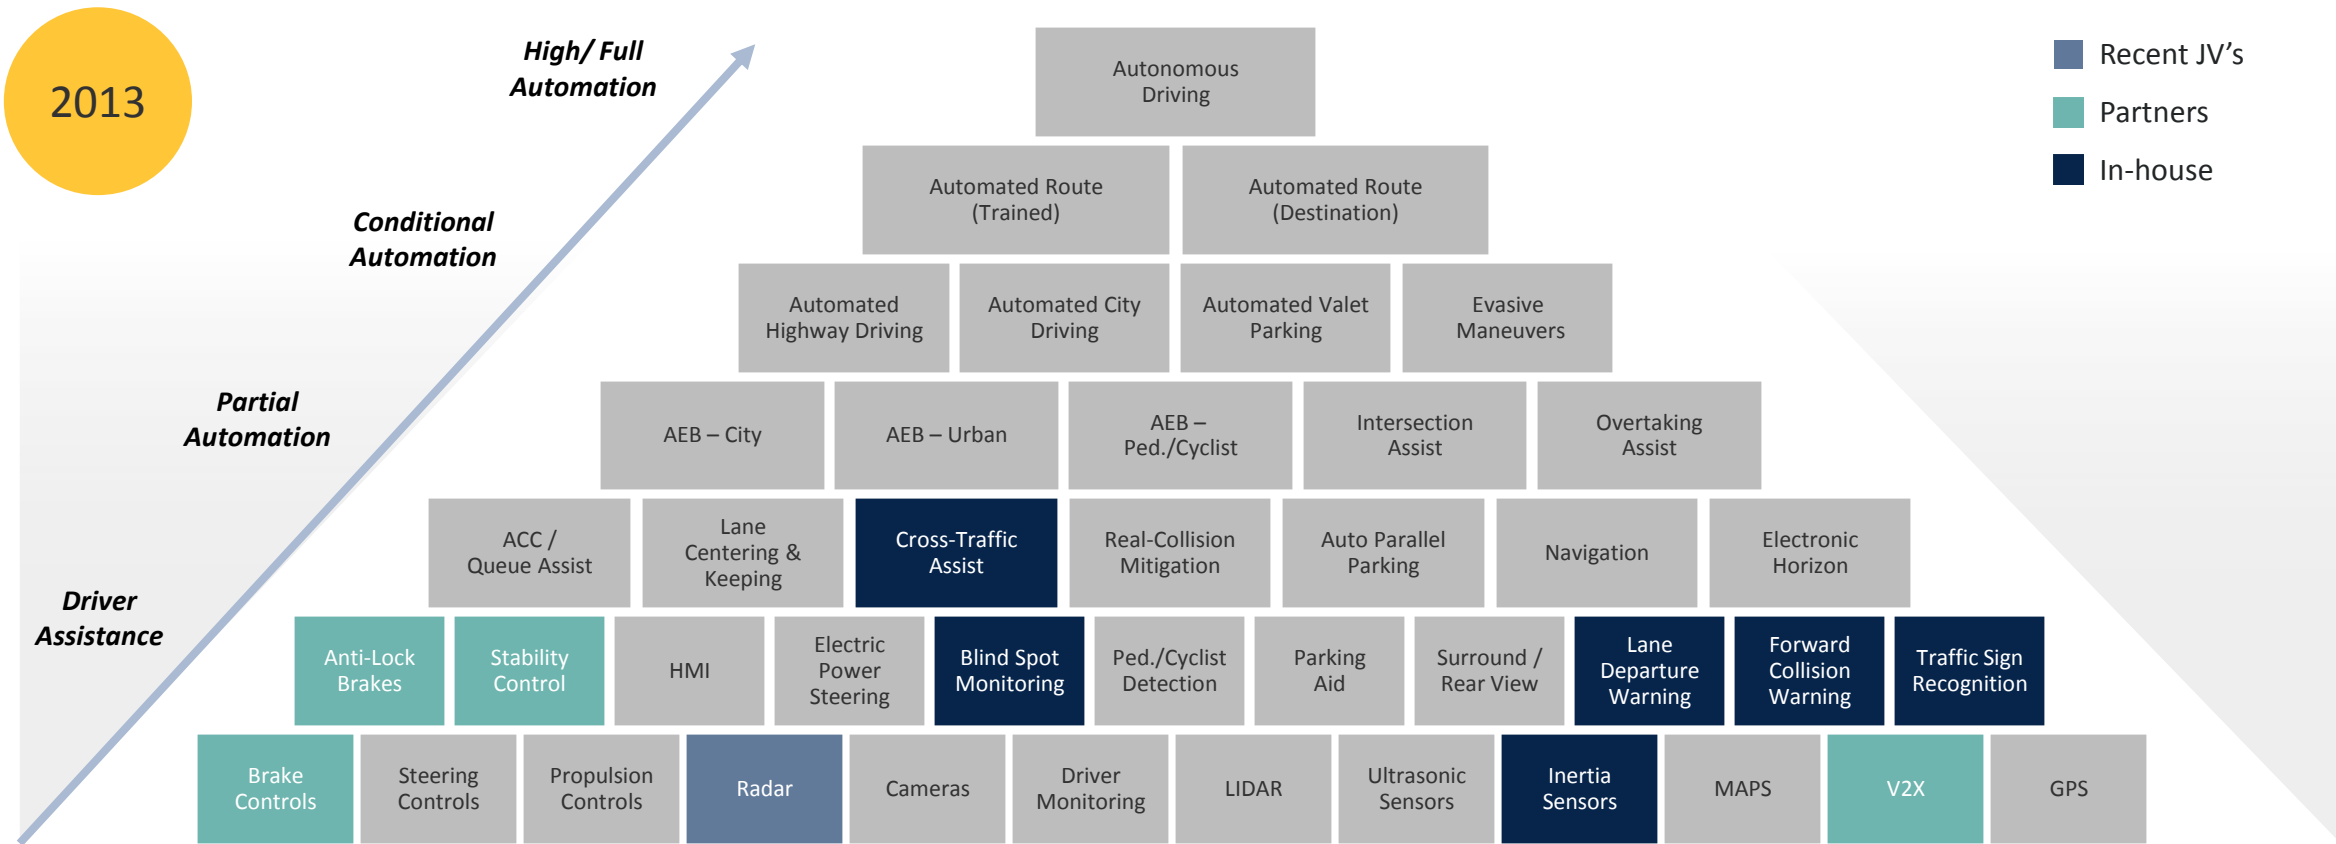 2013
High/ Full
Automation
Conditional
Automation
Partial
Automation
Driver
Assistance
Recent JV’s
Partners
In-house
Autonomous
Driving
Automated Route
(Trained)
Automated Route
(Destination)
Automated
Highway Driving
Automated City
Driving
Automated Valet
Parking
Evasive
Maneuvers
AEB – City
AEB – Urban
AEB –
Ped./Cyclist
Intersection
Assist
Overtaking
Assist
ACC /
Queue Assist
Lane
Centering &
Keeping
Cross-Traffic
Assist
Real-Collision
Mitigation
Auto Parallel
Parking
Navigation
Electronic
Horizon
Anti-Lock
Brakes
Stability
Control
HMI
Electric
Power
Steering
Blind Spot
Monitoring
Ped./Cyclist
Detection
Parking
Aid
Surround /
Rear View
Lane
Departure
Warning
Forward
Collision
Warning
Traffic Sign
Recognition
Brake
Controls
Steering
Controls
Propulsion
Controls
Radar
Cameras
Driver
Monitoring
LIDAR
Ultrasonic
Sensors
Inertia
Sensors
MAPS
V2X
GPS